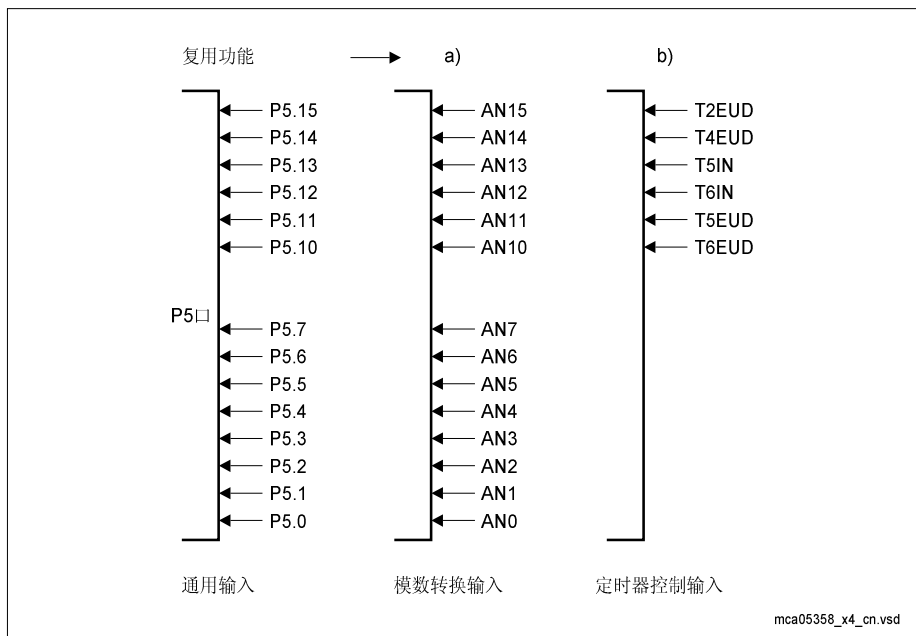 复用功能 a) b)
P5.15 AN15 T2EUD
P5.14 AN14 T4EUD
P5.13 AN13 T5IN
P5.12 AN12 T6IN
P5.11 AN11 T5EUD
P5.10 AN10 T6EUD
P5口
P5.7 AN7
P5.6 AN6
P5.5 AN5
P5.4 AN4
P5.3 AN3
P5.2 AN2
P5.1 AN1
P5.0 AN0
通用输入 模数转换输入 定时器控制输入
mca05358_x4_cn.vsd